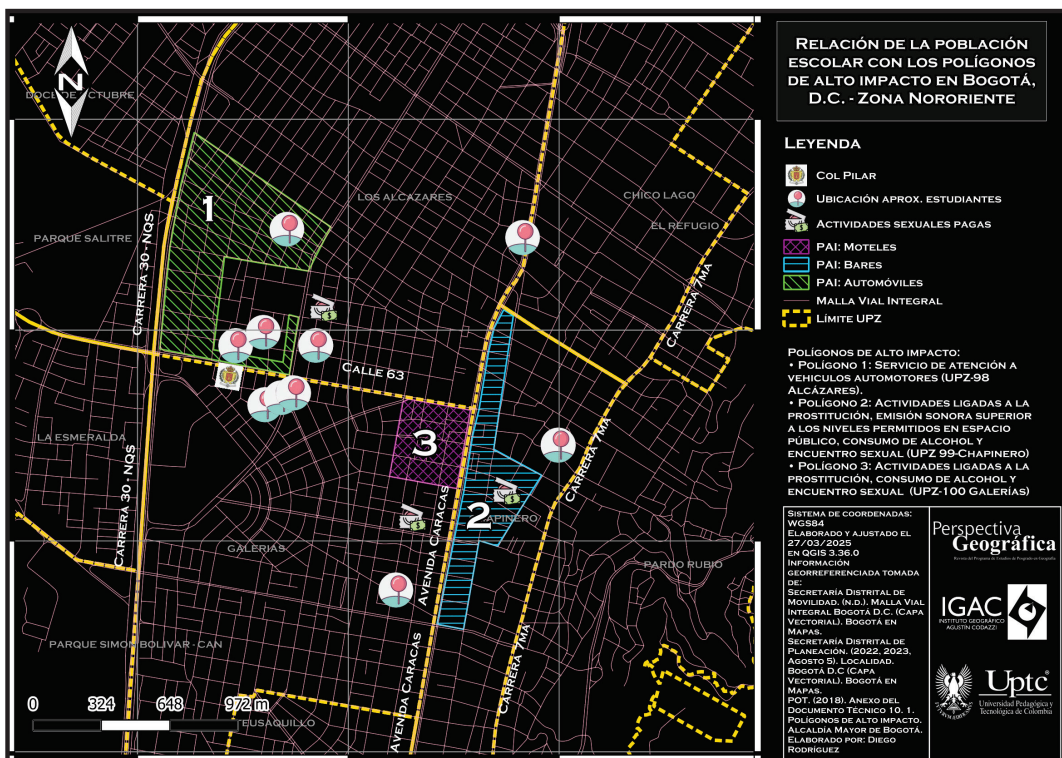 N
DOCE DE OCTUBRE
1
LOS ALCAZARES
CHICO LAGO
EL REFUGIO
PARQUE SALITRE
CARRERA 30 - NQS
CARRERA 7MA
CALLE 63
LA ESMERALDA
3
2
CHAPINERO
CARRERA 7MA
CARRERA 30 - NQS
GALERIAS
AVENIDA CARACAS
PARDO RUBIO
PARQUE SIMON BOLIVAR - CAN
CARRERA 7MA
AVENIDA CARACAS
TEUSAQUILLO
0 324 648 972 m
RELACIÓN DE LA POBLACIÓN
ESCOLAR CON LOS POLÍGONOS
DE ALTO IMPACTO EN BOGOTÁ,
D.C. - ZONA NORORIENTE
LEYENDA
COL PILAR
UBICACIÓN APROX. ESTUDIANTES
ACTIVIDADES SEXUALES PAGAS
PAI: MOTELES
PAI: BARES
PAI: AUTOMÓVILES
MALLA VIAL INTEGRAL
LÍMITE UPZ
POLÍGONOS DE ALTO IMPACTO:
• POLÍGONO 1: SERVICIO DE ATENCIÓN A
VEHICULOS AUTOMOTORES (UPZ-98
ALCÁZARES).
• POLÍGONO 2: ACTIVIDADES LIGADAS A LA
PROSTITUCIÓN, EMISIÓN SONORA SUPERIOR
A LOS NIVELES PERMITIDOS EN ESPACIO
PÚBLICO, CONSUMO DE ALCOHOL Y
ENCUENTRO SEXUAL (UPZ 99-CHAPINERO)
• POLÍGONO 3: ACTIVIDADES LIGADAS A LA
PROSTITUCIÓN, CONSUMO DE ALCOHOL Y
ENCUENTRO SEXUAL (UPZ-100 GALERÍAS)
SISTEMA DE COORDENADAS:
WGS84
ELABORADO Y AJUSTADO EL
27/03/2025
EN QGIS 3.36.0
INFORMACIÓN
GEORREFERENCIADA TOMADA
DE:
SECRETARÍA DISTRITAL DE
MOVILIDAD. (N.D.). MALLA VIAL
INTEGRAL BOGOTÁ D.C. (CAPA
VECTORIAL). BOGOTÁ EN
MAPAS.
SECRETARÍA DISTRITAL DE
PLANEACIÓN. (2022, 2023,
AGOSTO 5). LOCALIDAD.
BOGOTÁ D.C (CAPA
VECTORIAL). BOGOTÁ EN
MAPAS.
POT. (2018). ANEXO DEL
DOCUMENTO TÉCNICO 10. 1.
POLÍGONOS DE ALTO IMPACTO.
ALCALDÍA MAYOR DE BOGOTÁ.
ELABORADO POR: DIEGO
RODRÍGUEZ
Perspectiva
Geográfica
IGAC
INSTITUTO GEOGRÁFICO
AGUSTÍN CODAZZI
Uptc
Universidad Pedagógica y
Tecnológica de Colombia